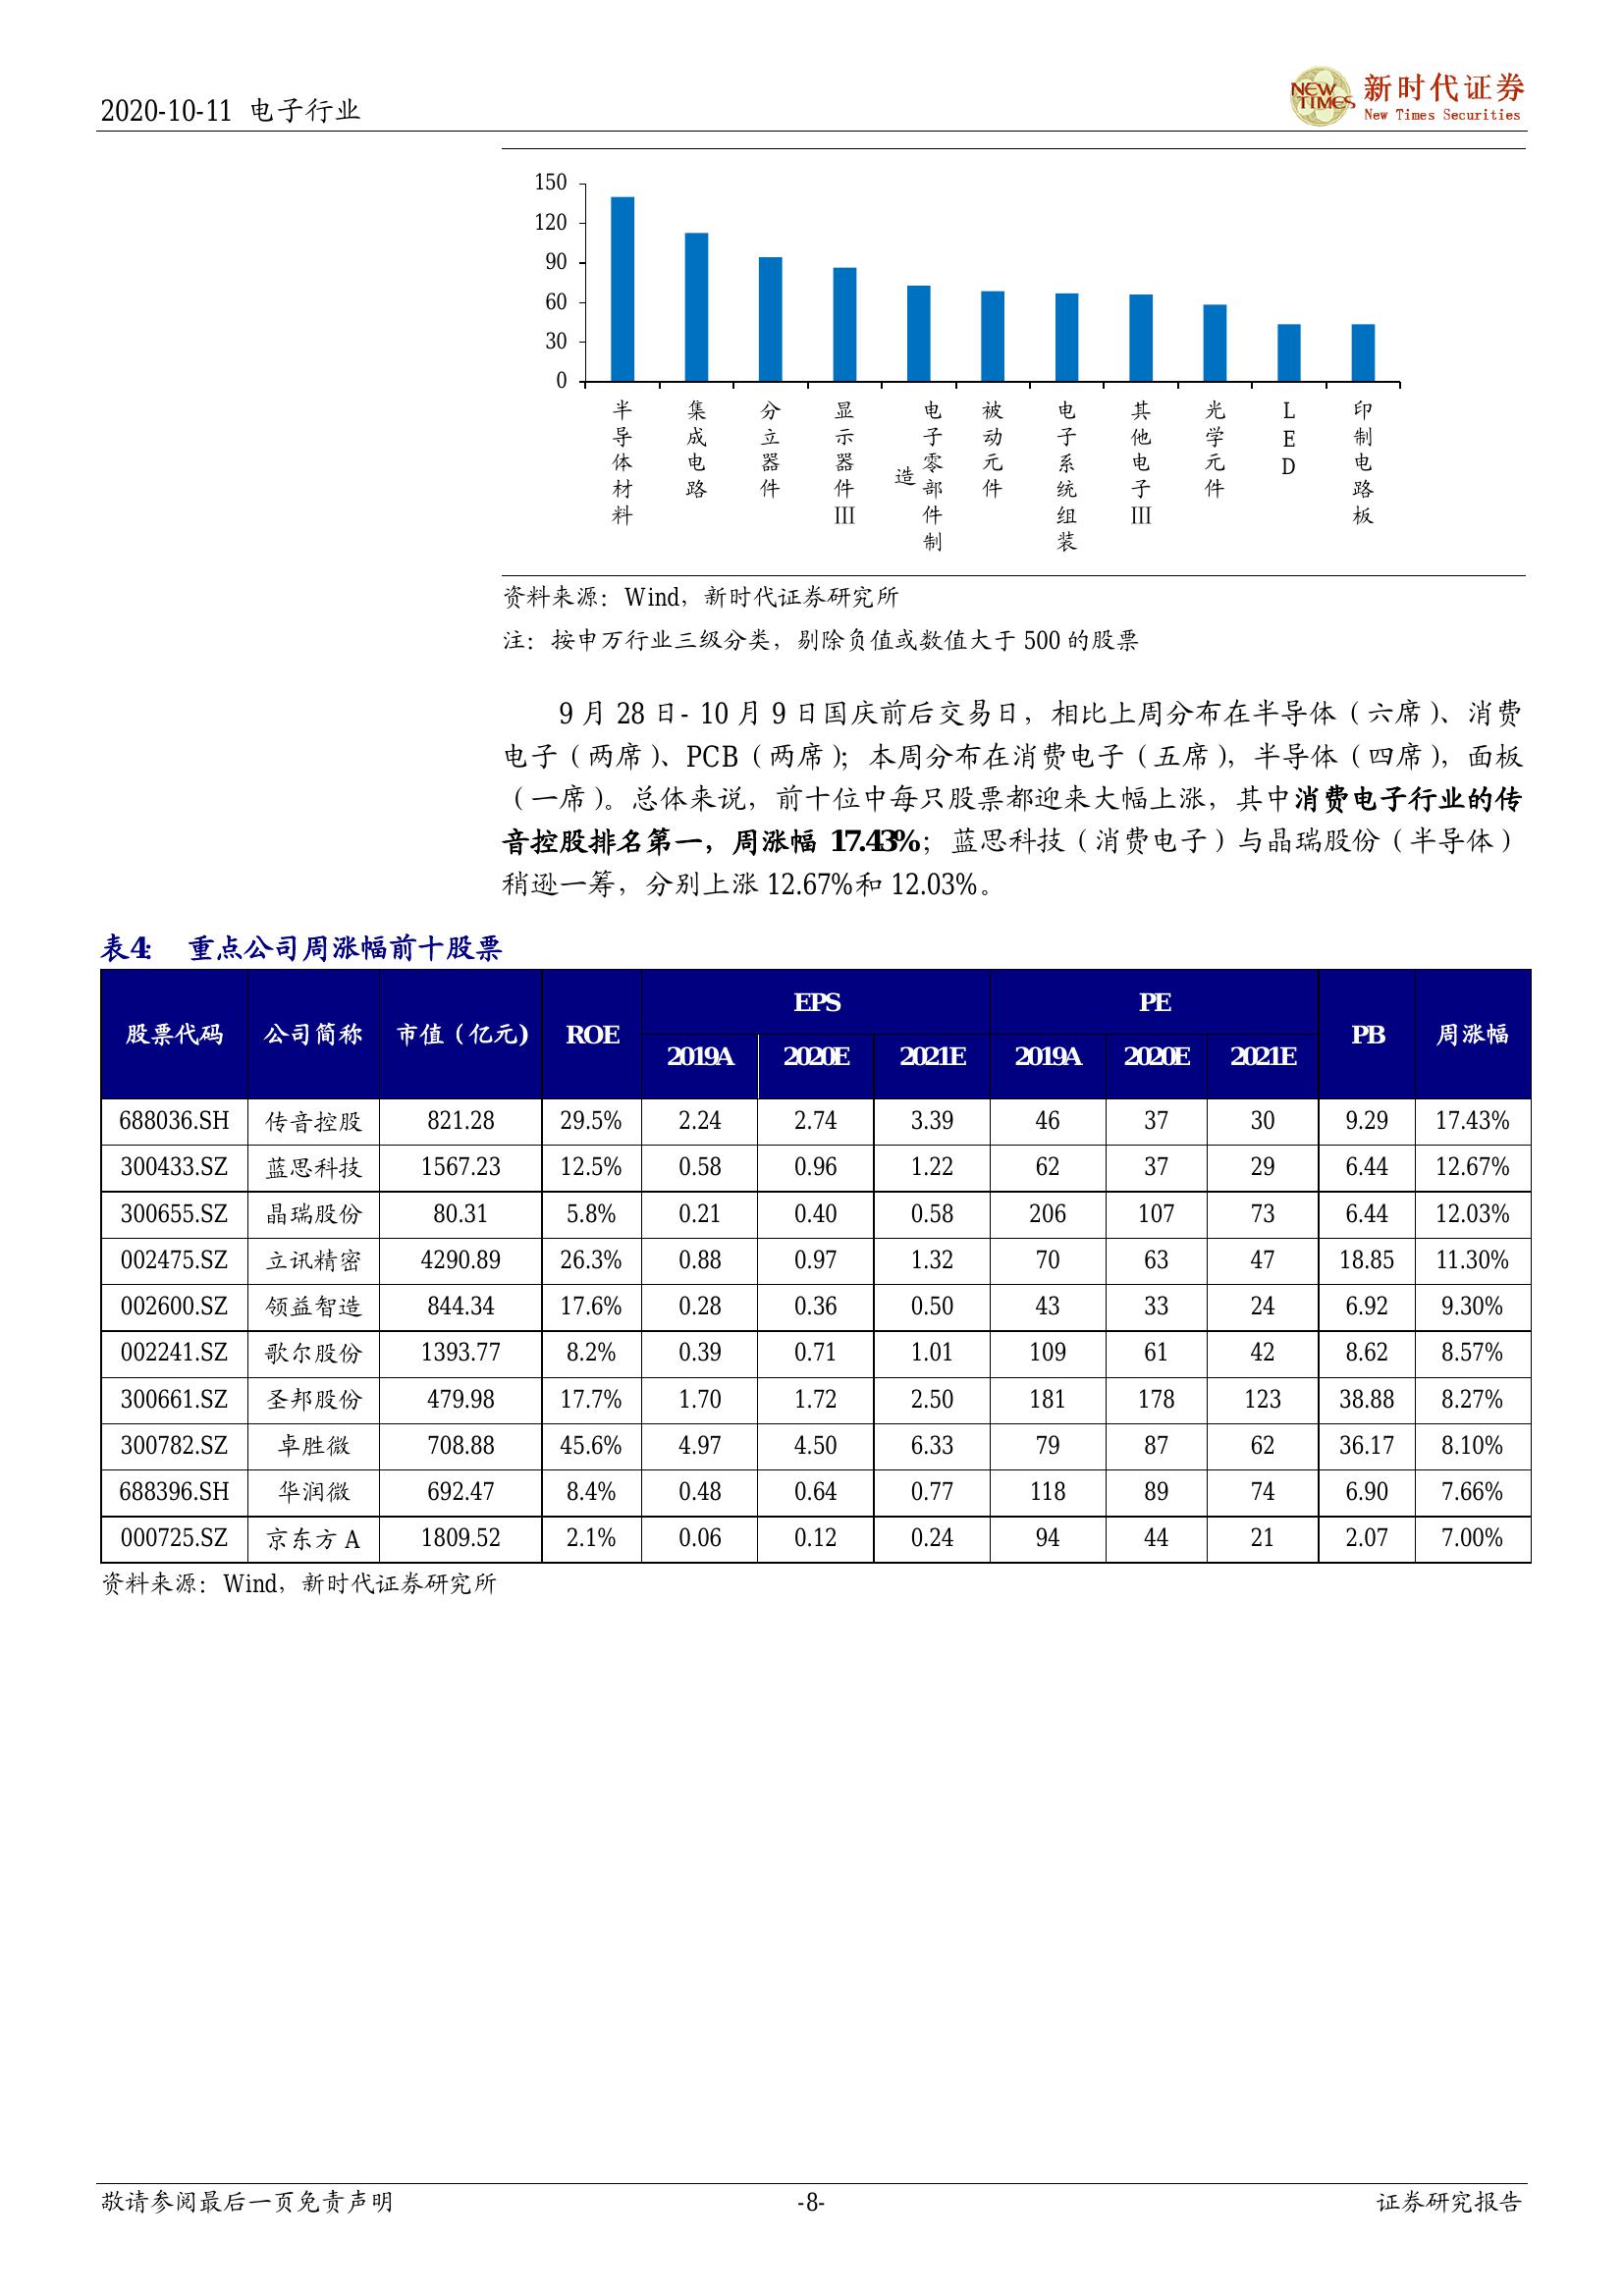 2020-10-11 电子行业
NEW TIMES 新时代证券
New Times Securities
150
120
90
60
30
0
半导体材料
集成电路
分立器件
显示器件III
电子零部件制造
被动元件
电子系统组装
其他电子III
光学元件
LED
印制电路板
资料来源：Wind，新时代证券研究所
注：按申万行业三级分类，剔除负值或数值大于 500 的股票
9 月 28 日- 10 月 9 日国庆前后交易日，相比上周分布在半导体（六席）、消费
电子（两席）、PCB（两席）；本周分布在消费电子（五席），半导体（四席），面板
（一席）。总体来说，前十位中每只股票都迎来大幅上涨，其中消费电子行业的传
音控股排名第一，周涨幅 17.43%；蓝思科技（消费电子）与晶瑞股份（半导体）
稍逊一筹，分别上涨 12.67%和 12.03%。
表4： 重点公司周涨幅前十股票
股票代码 公司简称 市值（亿元） ROE EPS PE PB 周涨幅
2019A 2020E 2021E 2019A 2020E 2021E
688036.SH 传音控股 821.28 29.5% 2.24 2.74 3.39 46 37 30 9.29 17.43%
300433.SZ 蓝思科技 1567.23 12.5% 0.58 0.96 1.22 62 37 29 6.44 12.67%
300655.SZ 晶瑞股份 80.31 5.8% 0.21 0.40 0.58 206 107 73 6.44 12.03%
002475.SZ 立讯精密 4290.89 26.3% 0.88 0.97 1.32 70 63 47 18.85 11.30%
002600.SZ 领益智造 844.34 17.6% 0.28 0.36 0.50 43 33 24 6.92 9.30%
002241.SZ 歌尔股份 1393.77 8.2% 0.39 0.71 1.01 109 61 42 8.62 8.57%
300661.SZ 圣邦股份 479.98 17.7% 1.70 1.72 2.50 181 178 123 38.88 8.27%
300782.SZ 卓胜微 708.88 45.6% 4.97 4.50 6.33 79 87 62 36.17 8.10%
688396.SH 华润微 692.47 8.4% 0.48 0.64 0.77 118 89 74 6.90 7.66%
000725.SZ 京东方 A 1809.52 2.1% 0.06 0.12 0.24 94 44 21 2.07 7.00%
资料来源：Wind，新时代证券研究所
敬请参阅最后一页免责声明 -8- 证券研究报告